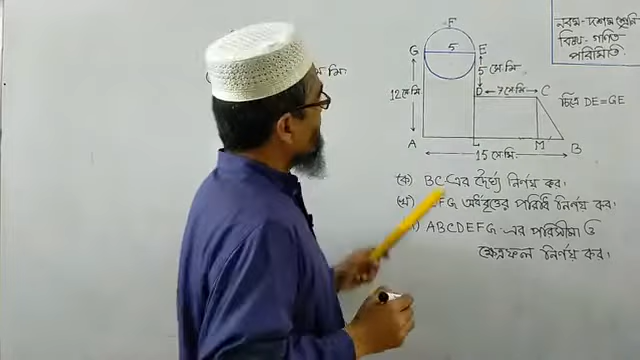 নবম-দশম শ্রেণি
বিষয়-গণিত
পরিমিতি
F
G 5 E
সে মি.
5 সে মি.
12 সে মি
D 7 সে মি C
চিত্রে DE=GE
A L M B
15 সে মি.
(ক) BC এর দৈর্ঘ্য নির্ণয় কর।
(খ) EFG অর্ধবৃত্তের পরিধি নির্ণয় কর।
ABCDEFG-এর পরিসীমা ও
ক্ষেত্রফল নির্ণয় কর।